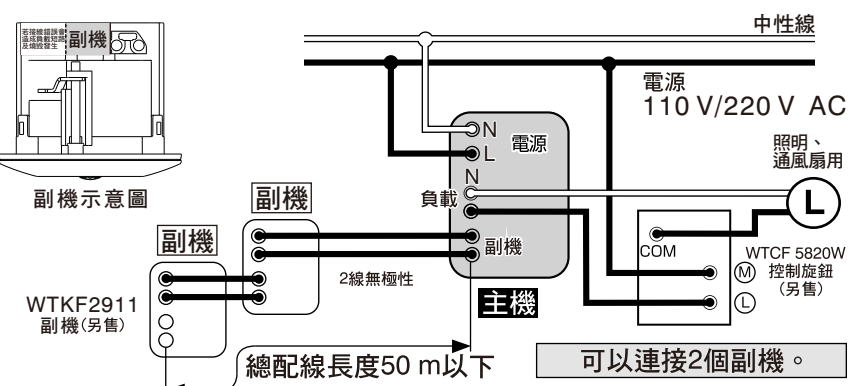 若接線錯誤會
造成負載短路
及燒毀發生
副機
副機示意圖
中性線
電源
110 V/220 V AC
照明、
通風扇用
N
電源
L
N
負載
副機
主機
L
COM
WTCF 5820W
控制旋鈕
(另售)
M
L
副機
副機
2線無極性
WTKF2911
副機(另售)
總配線長度50 m以下
可以連接2個副機。